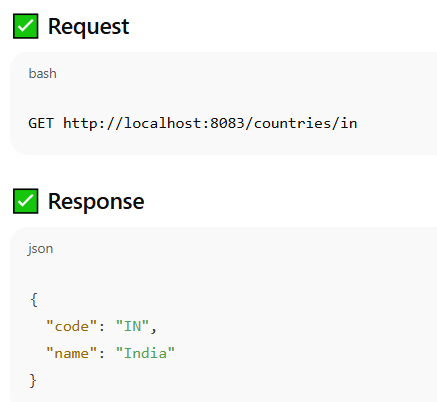 ✅ Request
bash
GET http://localhost:8083/countries/in
✅ Response
json
{
  "code": "IN",
  "name": "India"
}